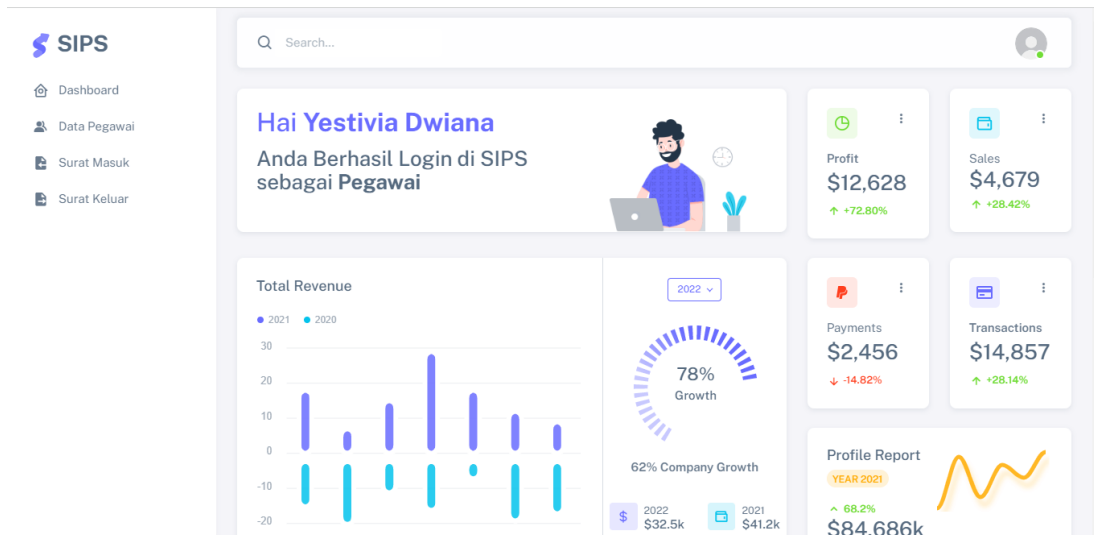 SIPS
Dashboard
Data Pegawai
Surat Masuk
Surat Keluar
Search...
Hai Yestivia Dwiana
Anda Berhasil Login di SIPS
sebagai Pegawai
Profit
$12,628
+72.80%
Sales
$4,679
+28.42%
Total Revenue
2021 2020
30
20
10
0
-10
-20
2022
78%
Growth
62% Company Growth
$
2022
$32.5k
2021
$41.2k
Payments
$2,456
-14.82%
Transactions
$14,857
+28.14%
Profile Report
YEAR 2021
68.2%
$84,686k